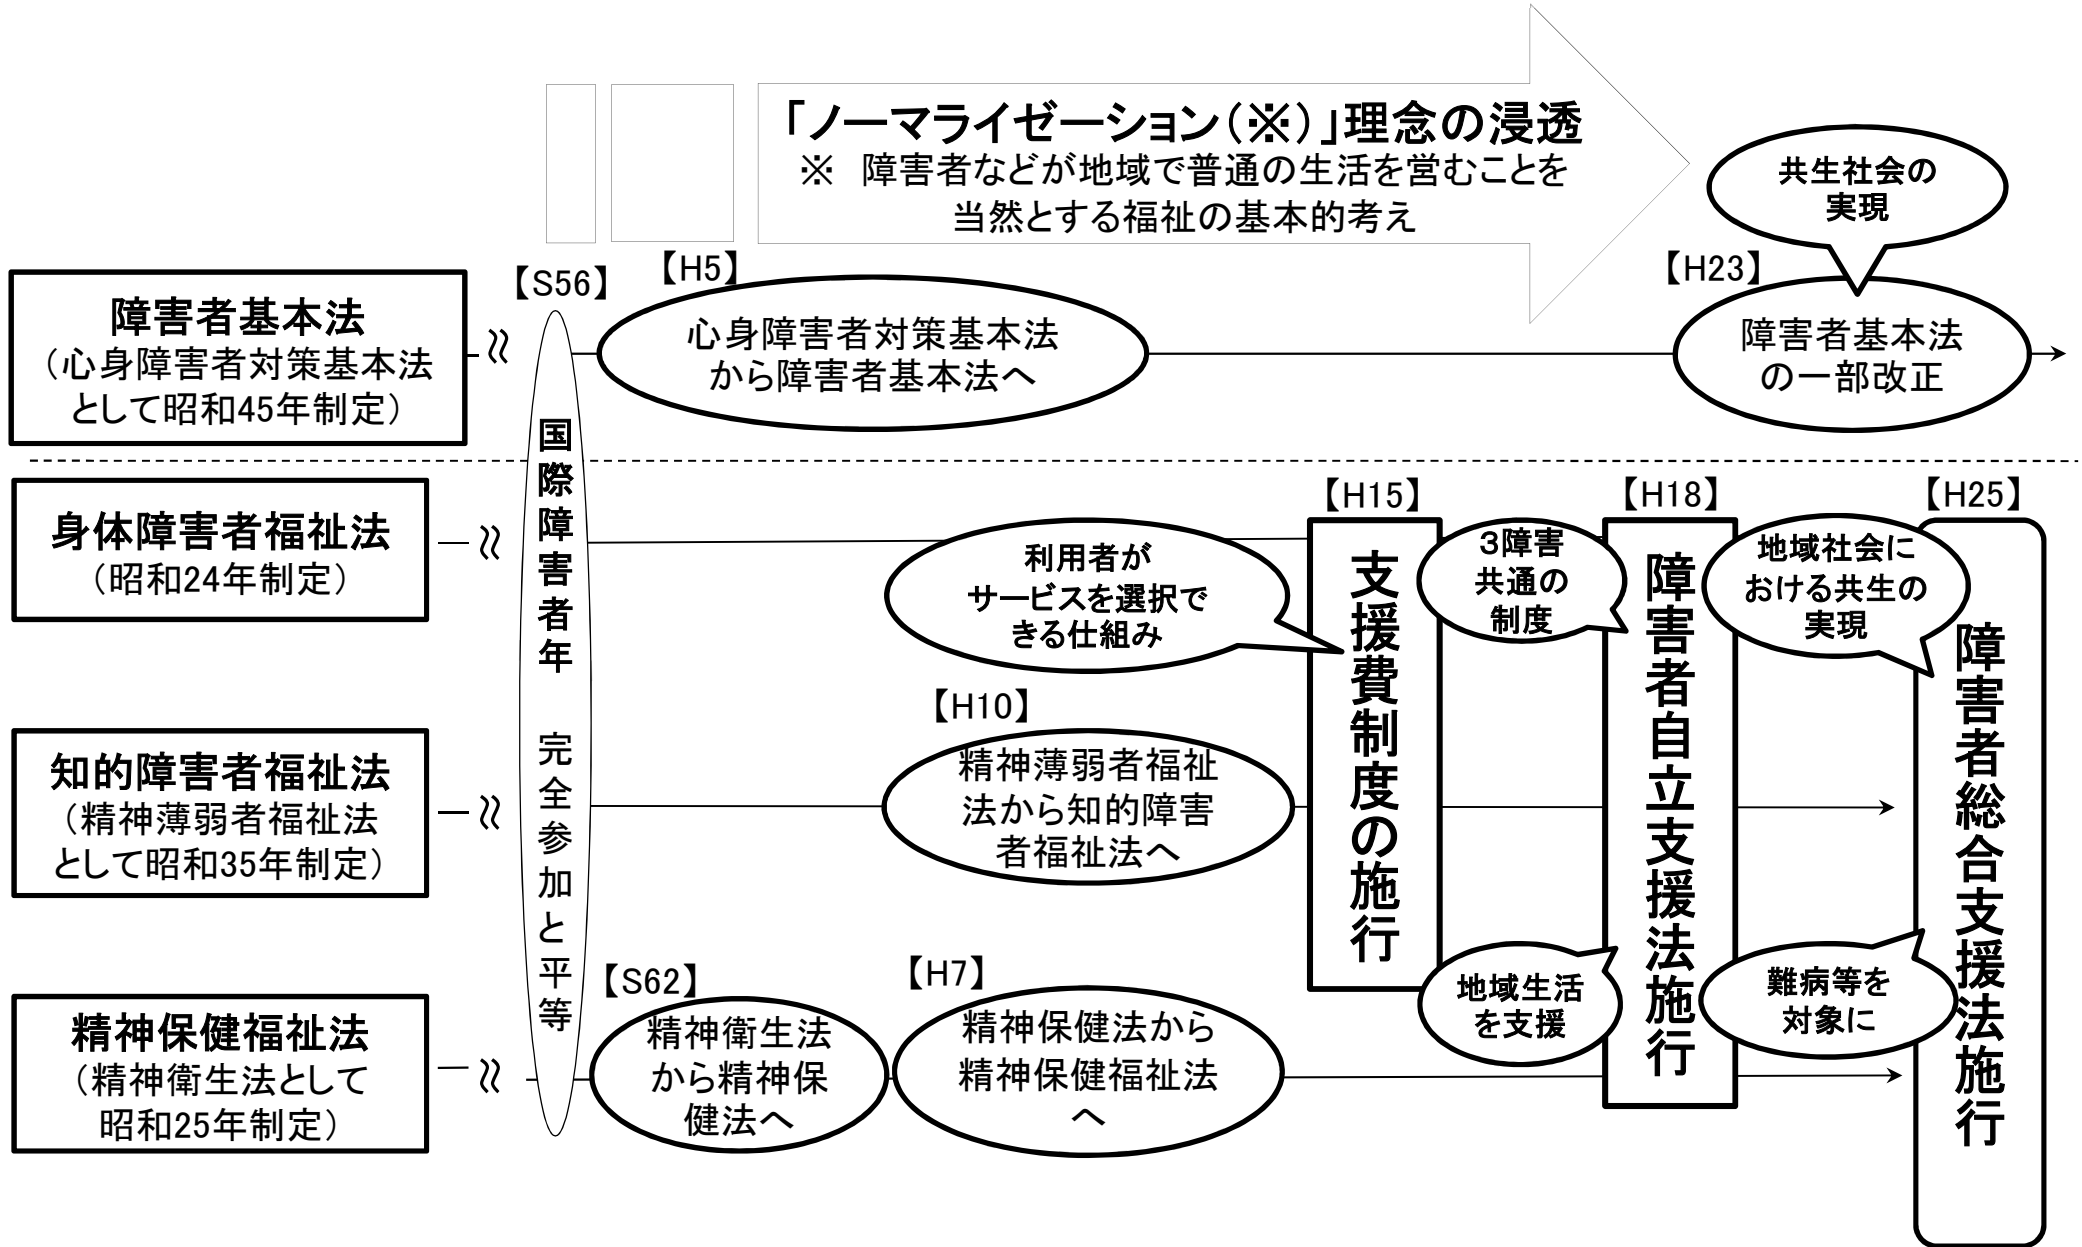 「ノーマライゼーション(※)」理念の浸透
※　障害者などが地域で普通の生活を営むことを
当然とする福祉の基本的考え
共生社会の
実現
【S56】
【H5】
【H23】
障害者基本法
(心身障害者対策基本法
として昭和45年制定)
心身障害者対策基本法
から障害者基本法へ
障害者基本法
の一部改正
国際障害者年　完全参加と平等
身体障害者福祉法
(昭和24年制定)
利用者が
サービスを選択で
きる仕組み
【H15】
支援費制度の施行
3障害
共通の
制度
【H18】
障害者自立支援法施行
地域社会に
おける共生の
実現
【H25】
障害者総合支援法施行
知的障害者福祉法
(精神薄弱者福祉法
として昭和35年制定)
【H10】
精神薄弱者福祉
法から知的障害
者福祉法へ
精神保健福祉法
(精神衛生法として
昭和25年制定)
【S62】
精神衛生法
から精神保
健法へ
【H7】
精神保健法から
精神保健福祉法
へ
地域生活
を支援
難病等を
対象に